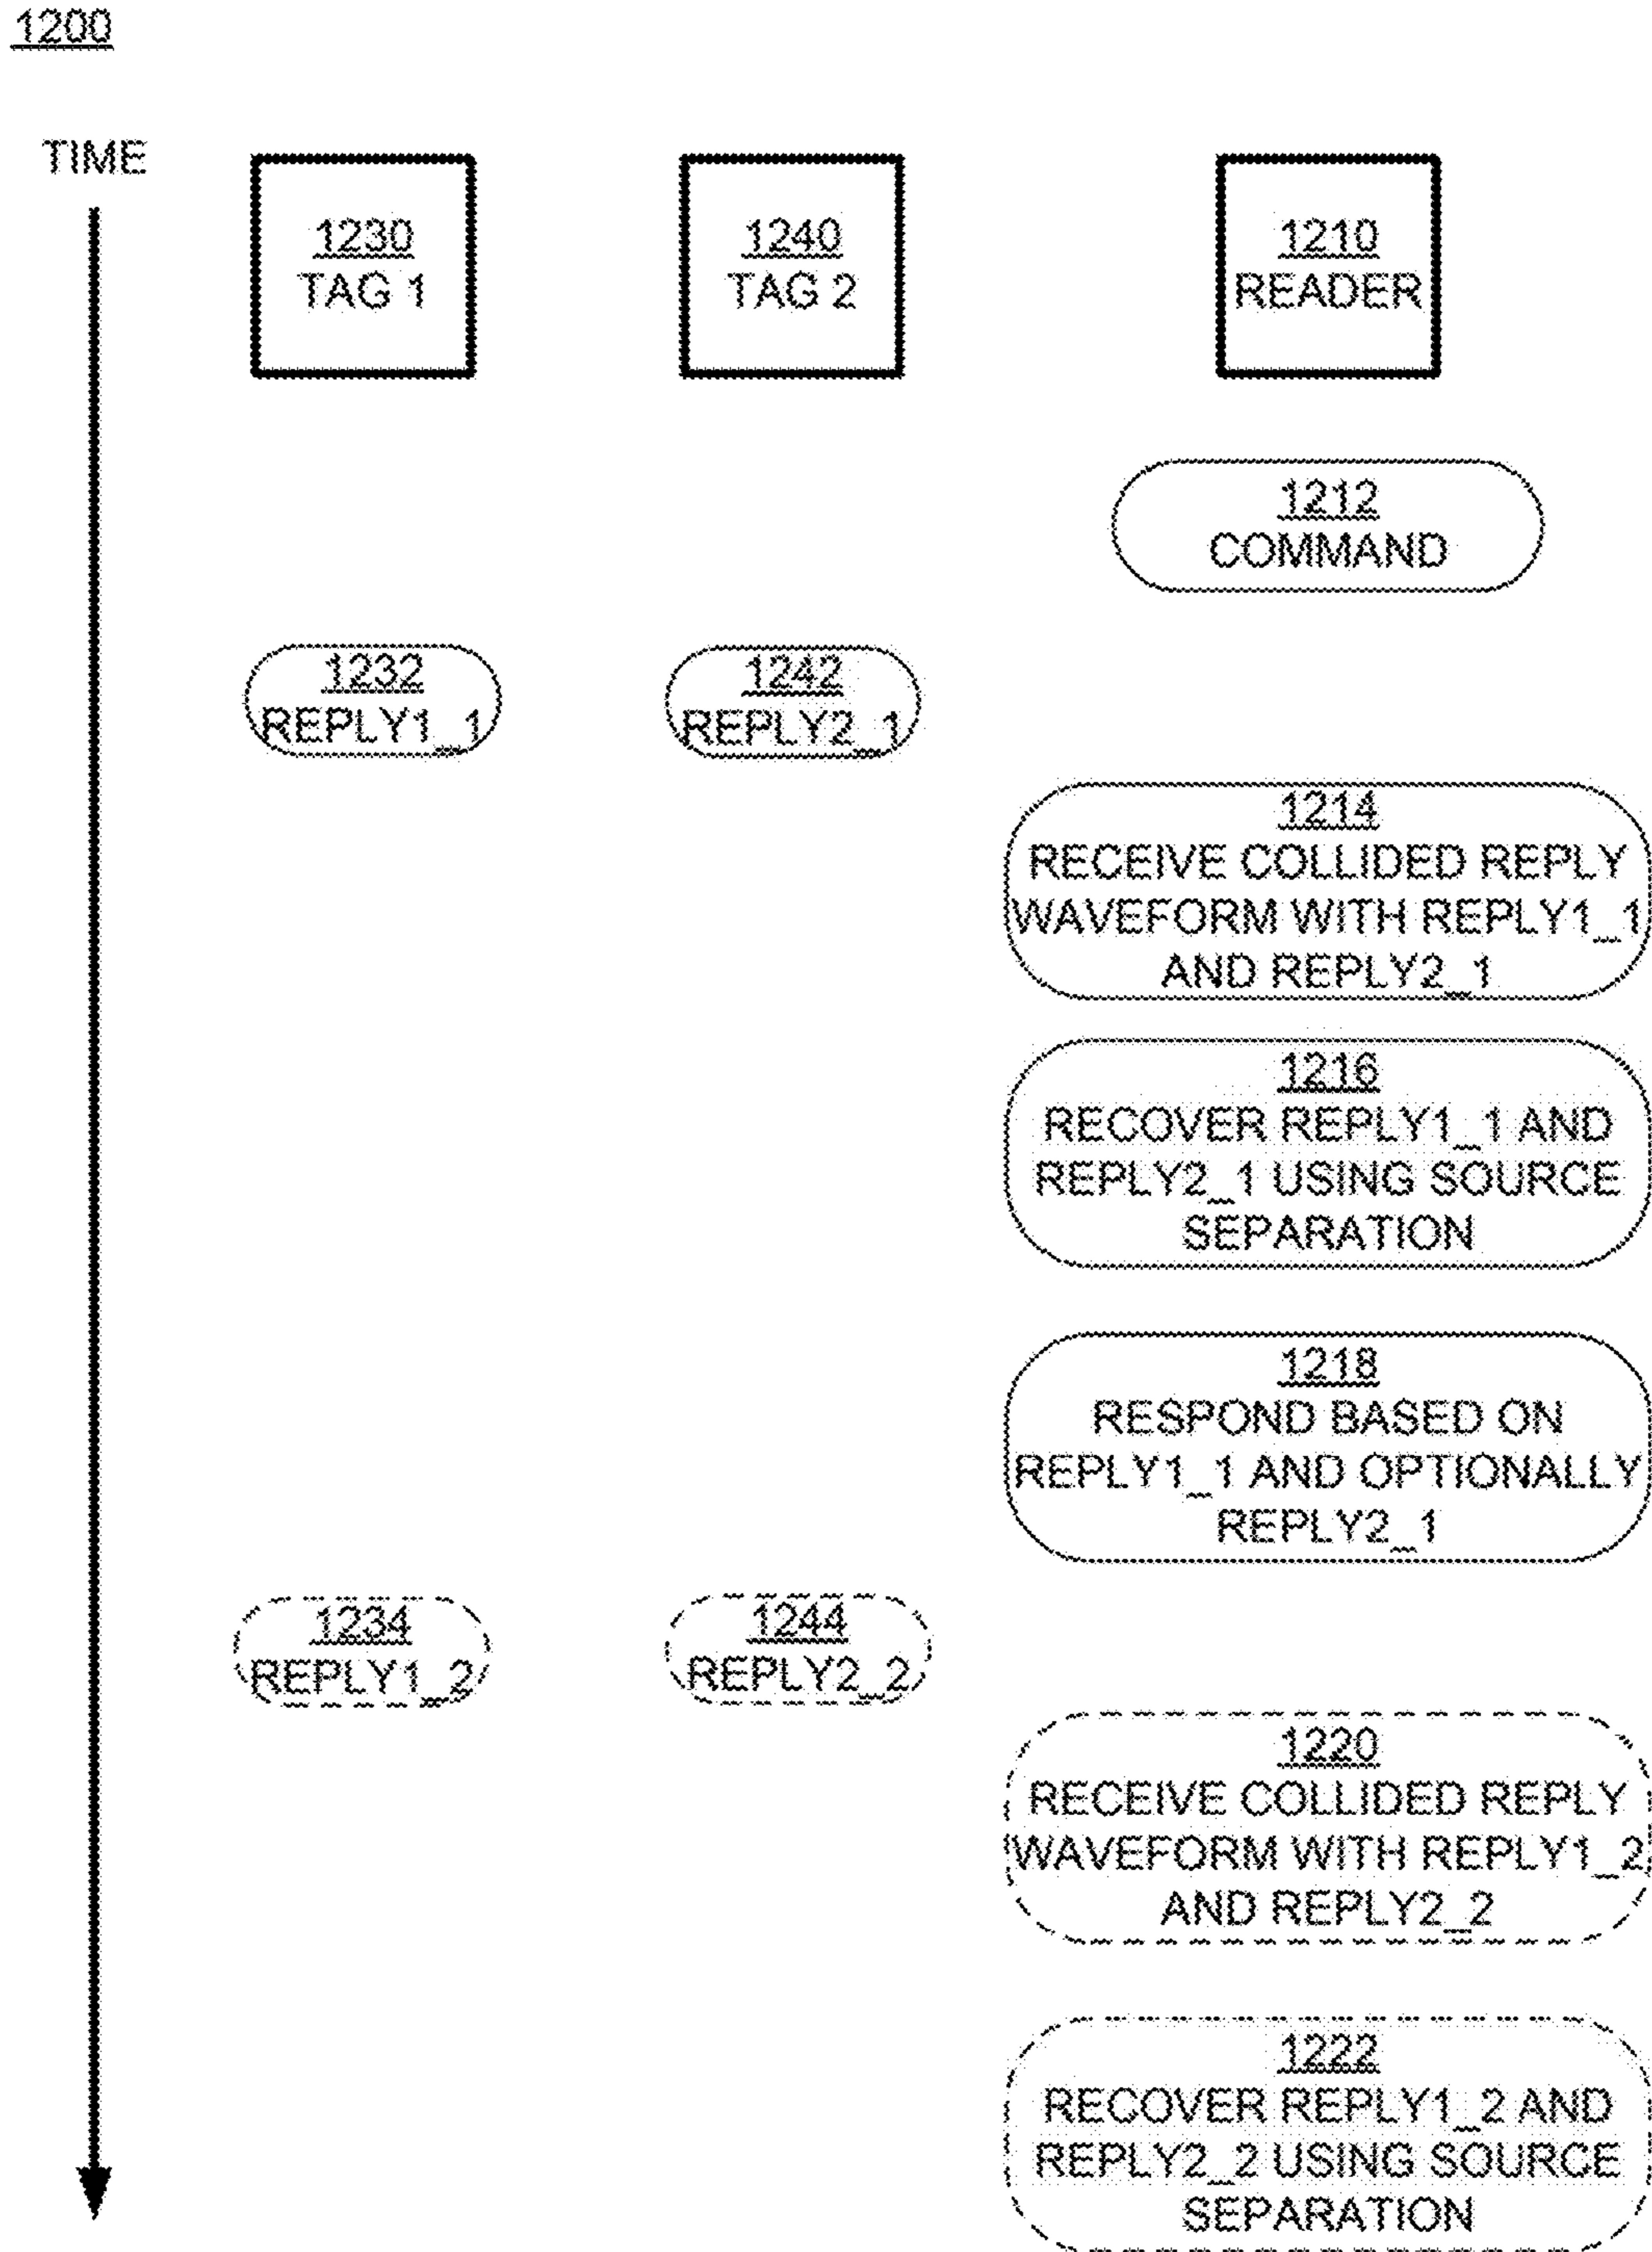 1200
TIME
1230
TAG 1
1240
TAG 2
1210
READER
1212
COMMAND
1232
REPLY1_1
1242
REPLY2_1
1214
RECEIVE COLLIDED REPLY
WAVEFORM WITH REPLY1_1
AND REPLY2_1
1216
RECOVER REPLY1_1 AND
REPLY2_1 USING SOURCE
SEPARATION
1218
RESPOND BASED ON
REPLY1_1 AND OPTIONALLY
REPLY2_1
1234
REPLY1_2
1244
REPLY2_2
1220
RECEIVE COLLIDED REPLY
WAVEFORM WITH REPLY1_2
AND REPLY2_2
1222
RECOVER REPLY1_2 AND
REPLY2_2 USING SOURCE
SEPARATION